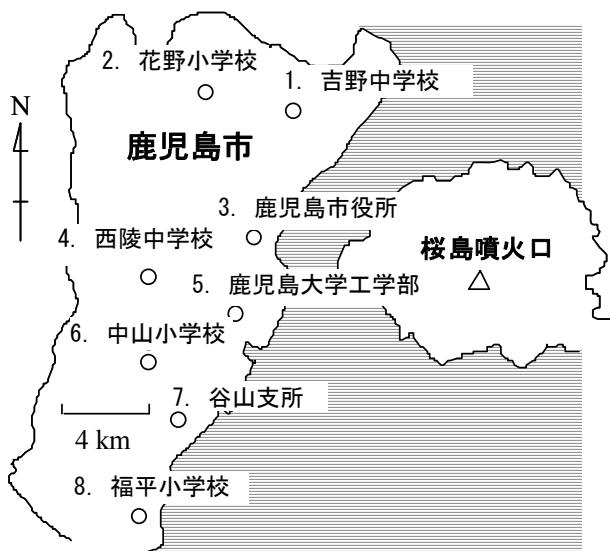 2. 花野小学校
1. 吉野中学校
N
鹿児島市
3. 鹿児島市役所
4. 西陵中学校
桜島噴火口
5. 鹿児島大学工学部
6. 中山小学校
7. 谷山支所
4 km
8. 福平小学校